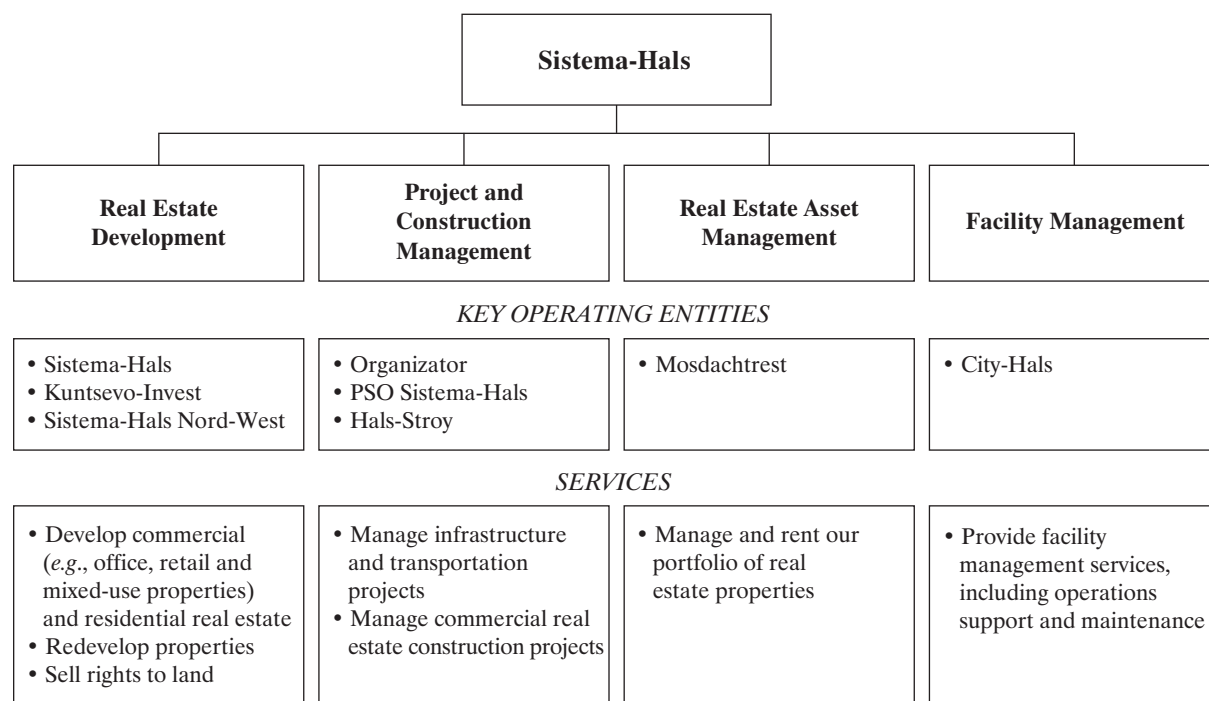 Sistema-Hals
Real Estate
Development
Project and
Construction
Management
Real Estate Asset
Management
Facility Management
KEY OPERATING ENTITIES
• Sistema-Hals
• Kuntsevo-Invest
• Sistema-Hals Nord-West
• Organizator
• PSO Sistema-Hals
• Hals-Stroy
• Mosdachtrest
• City-Hals
SERVICES
• Develop commercial
(e.g., office, retail and
mixed-use properties)
and residential real estate
• Redevelop properties
• Sell rights to land
• Manage infrastructure
and transportation
projects
• Manage commercial real
estate construction projects
• Manage and rent our
portfolio of real
estate properties
• Provide facility
management services,
including operations
support and maintenance